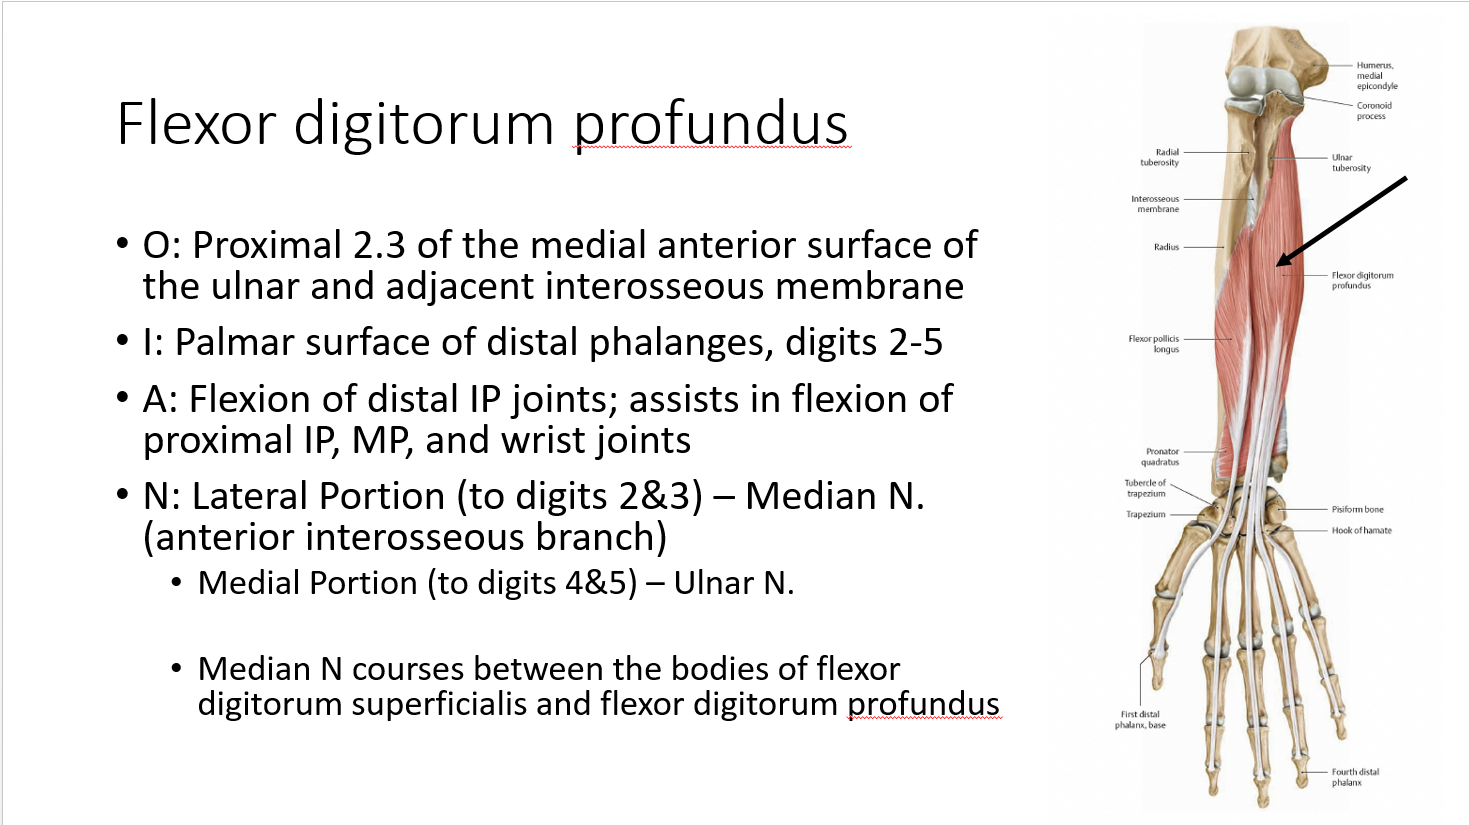 Flexor digitorum profundus
• O: Proximal 2.3 of the medial anterior surface of
the ulnar and adjacent interosseous membrane
• I: Palmar surface of distal phalanges, digits 2-5
• A: Flexion of distal IP joints; assists in flexion of
proximal IP, MP, and wrist joints
• N: Lateral Portion (to digits 2&3) – Median N.
(anterior interosseous branch)
• Medial Portion (to digits 4&5) – Ulnar N.
• Median N courses between the bodies of flexor
digitorum superficialis and flexor digitorum profundus
Humerus,
medial
epicondyle
Coronoid
process
Radial
tuberosity
Ulnar
tuberosity
Interosseous
membrane
Radius
Flexor digitorum
profundus
Flexor pollicis
longus
Pronator
quadratus
Tubercle of
trapezium
Trapezium
Pisiform bone
Hook of hamate
First distal
phalanx, base
Fourth distal
phalanx